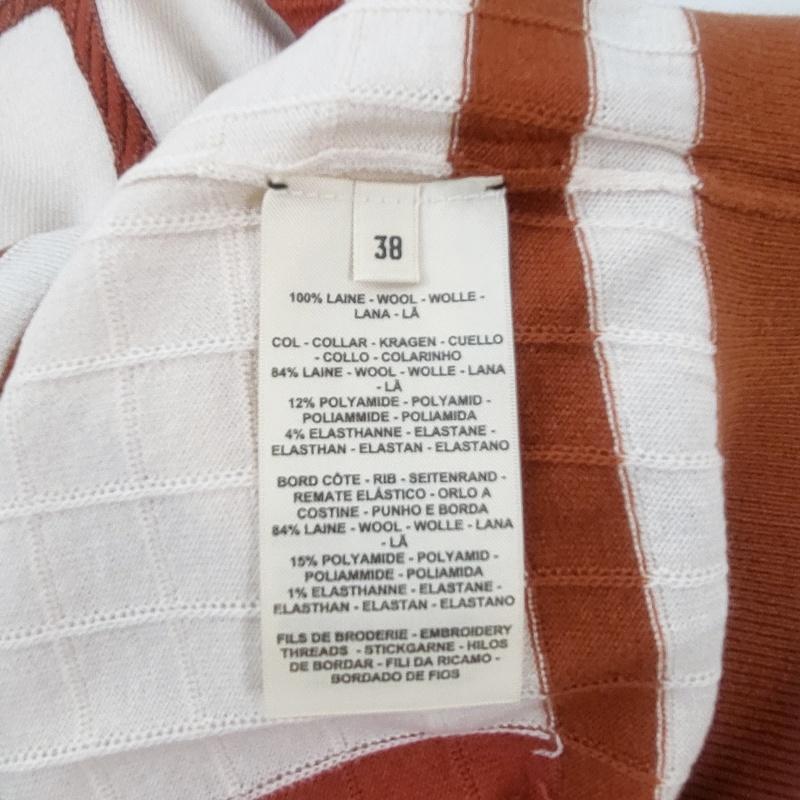 38
100% LAINE - WOOL - WOLLE -
LANA - LÃ
COL - COLLAR - KRAGEN - CUELLO
- COLLO - COLARINHO
84% LAINE - WOOL - WOLLE - LANA
- LÃ
12% POLYAMIDE - POLYAMID -
POLIAMMIDE - POLIAMIDA
4% ELASTHANNE - ELASTANE -
ELASTHAN - ELASTAN - ELASTANO
BORD CÔTE - RIB - SEITENRAND -
REMATE ELÁSTICO - ORLO A
COSTINE - PUNHO E BORDA
84% LAINE - WOOL - WOLLE - LANA
- LÃ
15% POLYAMIDE - POLYAMID -
POLIAMMIDE - POLIAMIDA
1% ELASTHANNE - ELASTANE -
ELASTHAN - ELASTAN - ELASTANO
FILS DE BRODERIE - EMBROIDERY
THREADS - STICKGARNE - HILOS
DE BORDAR - FILI DA RICAMO -
BORDADO DE FIOS